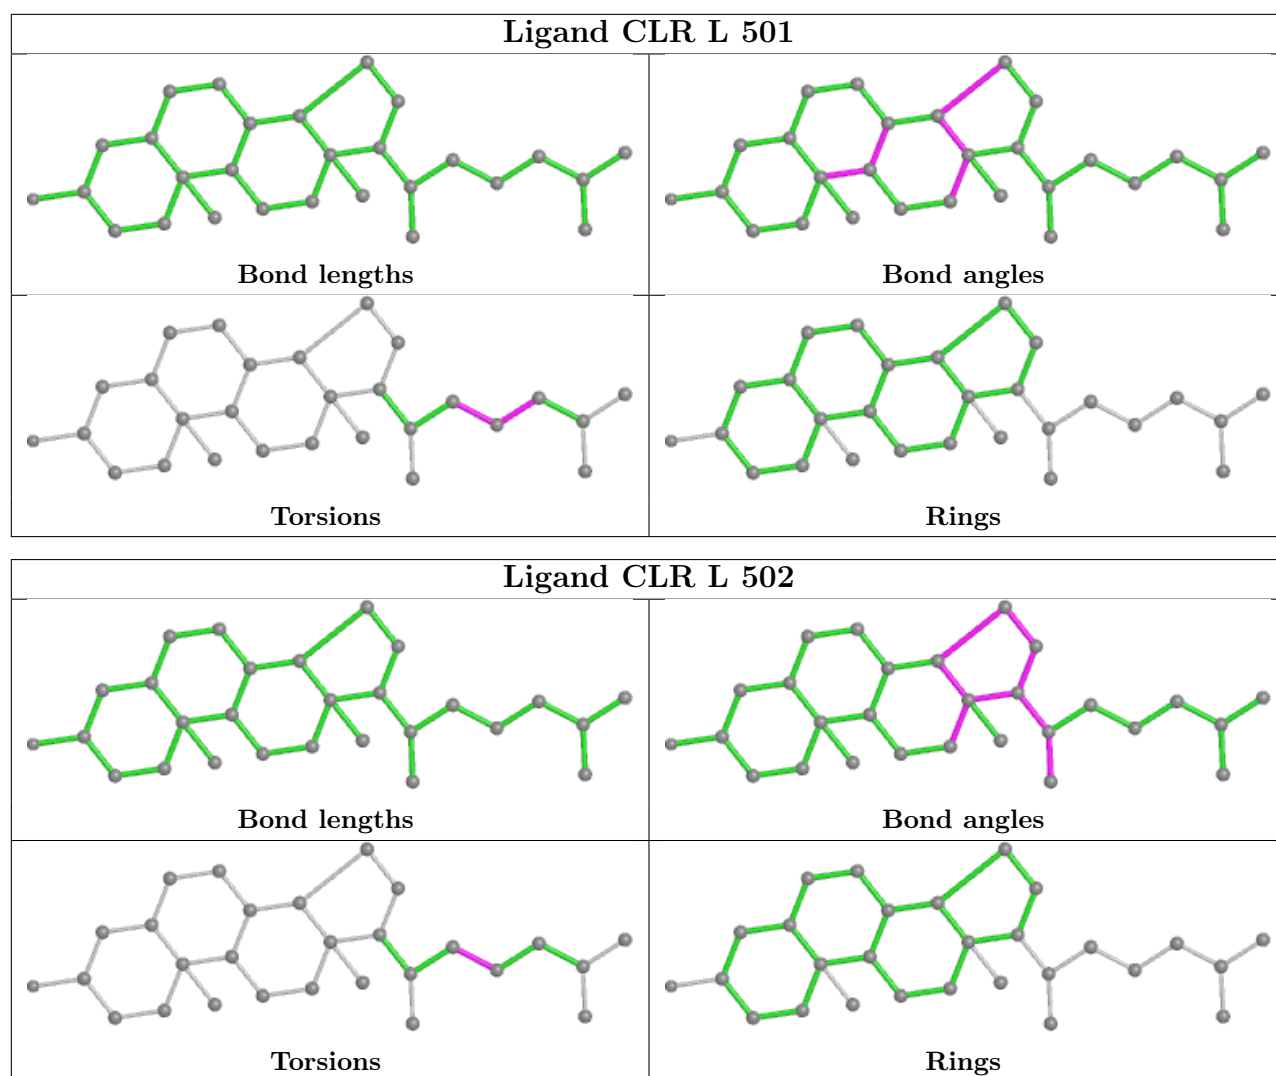 Ligand CLR L 501
Bond lengths
Bond angles
Torsions
Rings
Ligand CLR L 502
Bond lengths
Bond angles
Torsions
Rings